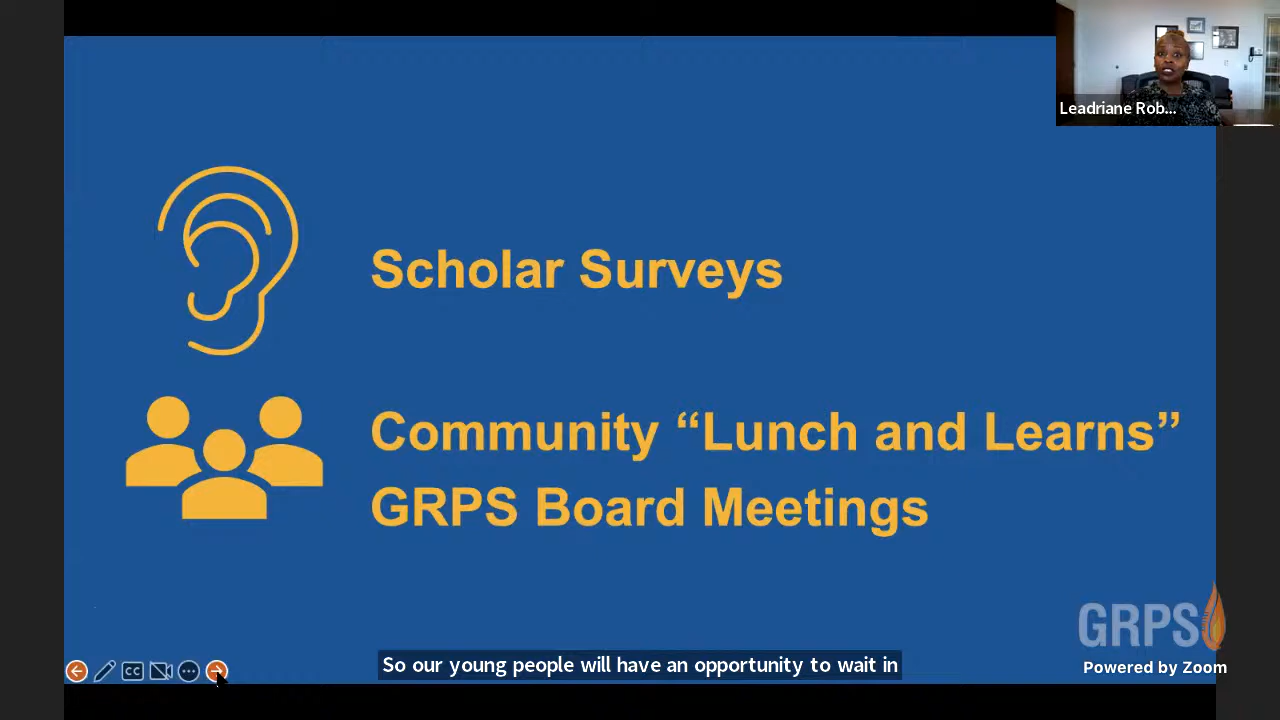 Leadriane Rob...
Scholar Surveys
Community “Lunch and Learns”
GRPS Board Meetings
GRPS
Powered by Zoom
CC
So our young people will have an opportunity to wait in